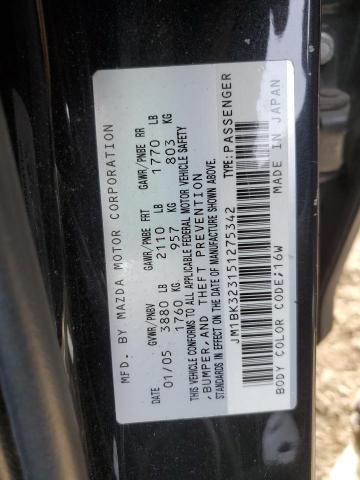 MFD. BY MAZDA MOTOR CORPORATION
DATE GVWR/PNBV GAWR/PNBE FRT GAWR/PNBE RR
01/05 3880 LB 2110 LB 1770 LB
1760 KG 957 KG 803 KG
THIS VEHICLE CONFORMS TO ALL APPLICABLE FEDERAL MOTOR VEHICLE SAFETY
,BUMPER,AND THEFT PREVENTION
STANDARDS IN EFFECT ON THE DATE OF MANUFACTURE SHOWN ABOVE.
JM1BK323151275342 TYPE:PASSENGER
BODY COLOR CODE;16W MADE IN JAPAN